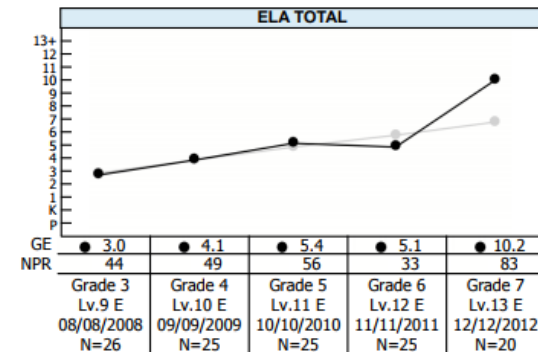 ELA TOTAL
13+
12
11
10
9
8
7
6
5
4
3
2
1
K
P
GE 3.0 4.1 5.4 5.1 10.2
NPR 44 49 56 33 83
Grade 3 Grade 4 Grade 5 Grade 6 Grade 7
Lv.9 E Lv.10 E Lv.11 E Lv.12 E Lv.13 E
08/08/2008 09/09/2009 10/10/2010 11/11/2011 12/12/2012
N=26 N=25 N=25 N=25 N=20